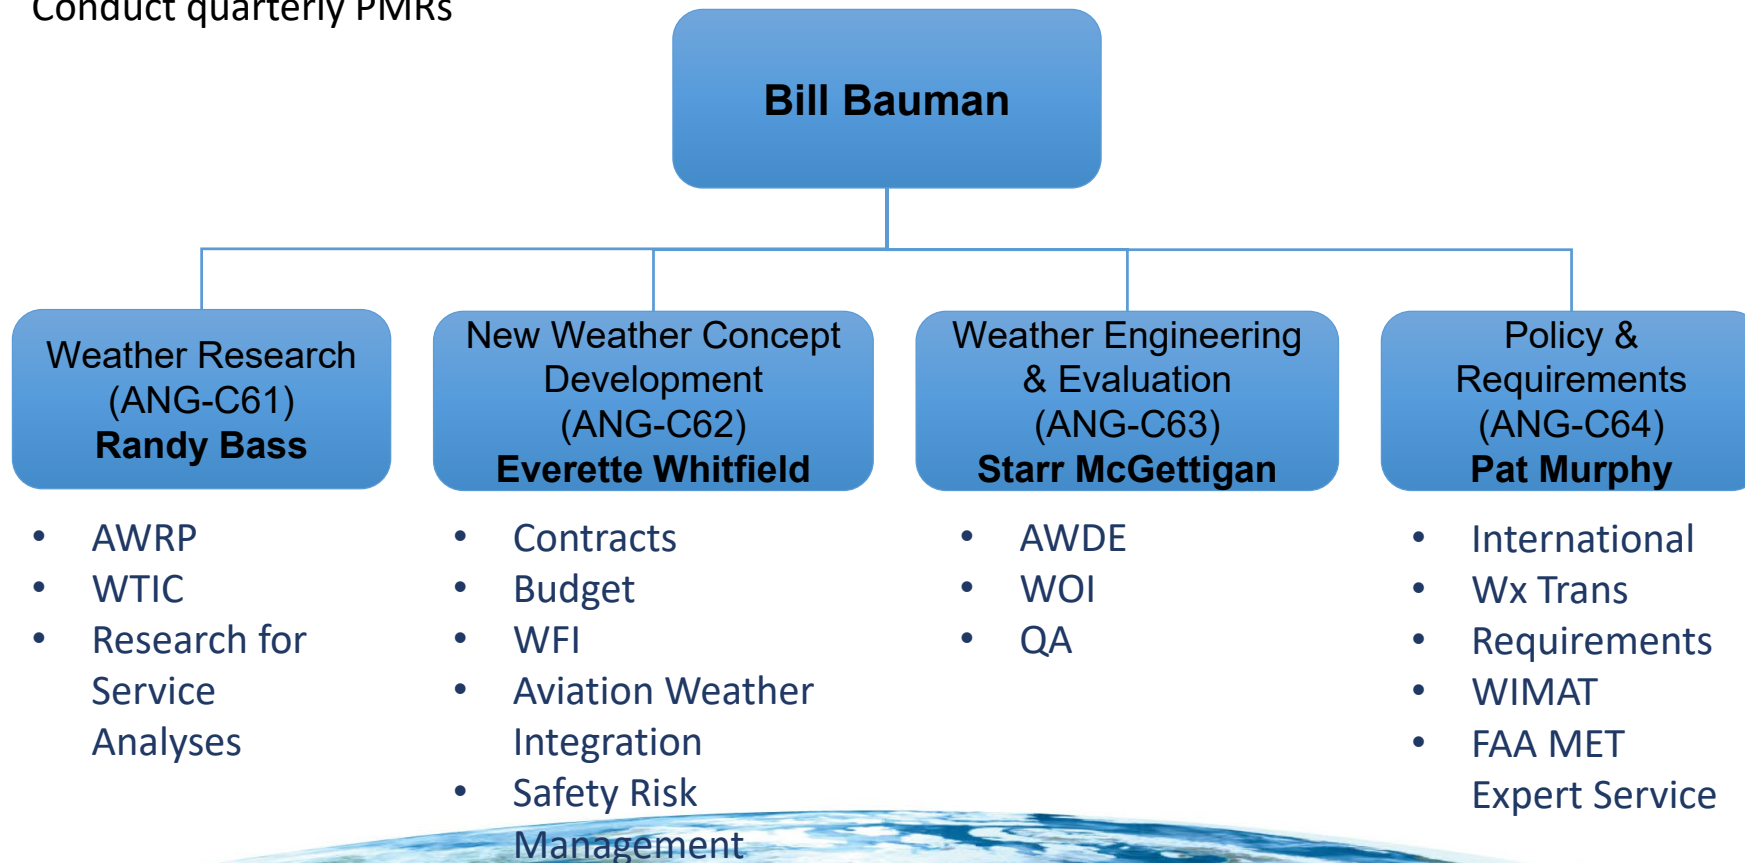 Conduct quarterly PMRs
Bill Bauman
Weather Research
(ANG-C61)
Randy Bass
• AWRP
• WTIC
• Research for
Service
Analyses
New Weather Concept
Development
(ANG-C62)
Everette Whitfield
• Contracts
• Budget
• WFI
• Aviation Weather
Integration
• Safety Risk
Management
Weather Engineering
& Evaluation
(ANG-C63)
Starr McGettigan
• AWDE
• WOI
• QA
Policy &
Requirements
(ANG-C64)
Pat Murphy
• International
• Wx Trans
• Requirements
• WIMAT
• FAA MET
Expert Service